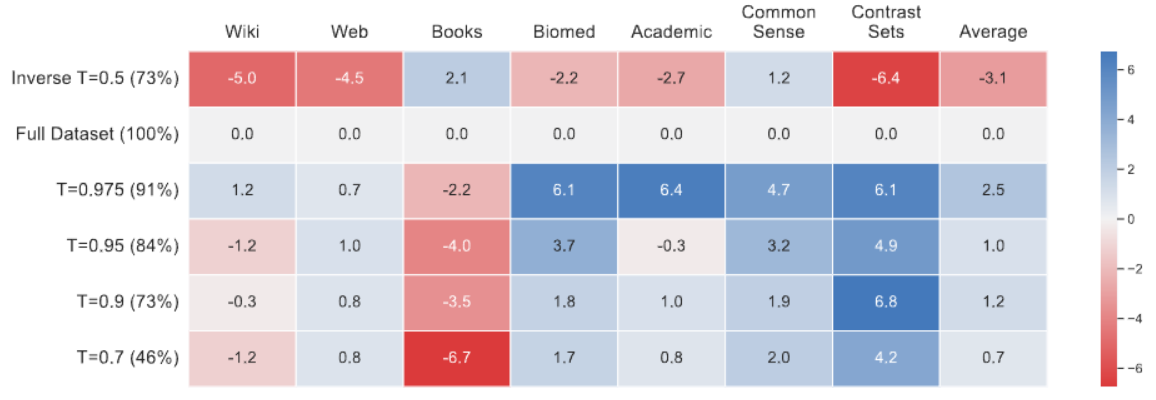 Wiki Web Books Biomed Academic Common Sense Contrast Sets Average
Inverse T=0.5 (73%) -5.0 -4.5 2.1 -2.2 -2.7 1.2 -6.4 -3.1
Full Dataset (100%) 0.0 0.0 0.0 0.0 0.0 0.0 0.0 0.0
T=0.975 (91%) 1.2 0.7 -2.2 6.1 6.4 4.7 6.1 2.5
T=0.95 (84%) -1.2 1.0 -4.0 3.7 -0.3 3.2 4.9 1.0
T=0.9 (73%) -0.3 0.8 -3.5 1.8 1.0 1.9 6.8 1.2
T=0.7 (46%) -1.2 0.8 -6.7 1.7 0.8 2.0 4.2 0.7
6
4
2
0
−2
−4
−6